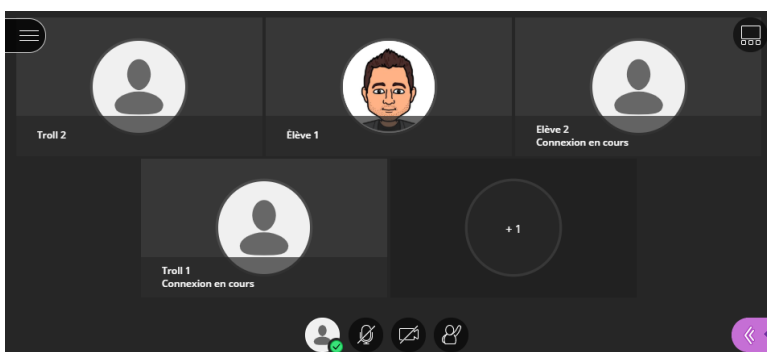 Troll 2
Élève 1
Elève 2
Connexion en cours
Troll 1
Connexion en cours
+ 1